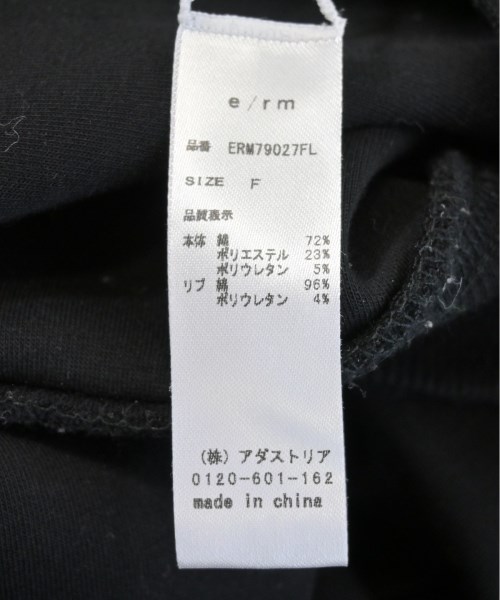 e/rm
品番 ERM79027FL
SIZE F
品質表示
本体 綿 72%
ポリエステル 23%
ポリウレタン 5%
リブ 綿 96%
ポリウレタン 4%
(株) アダストリア
0120-601-162
made in china